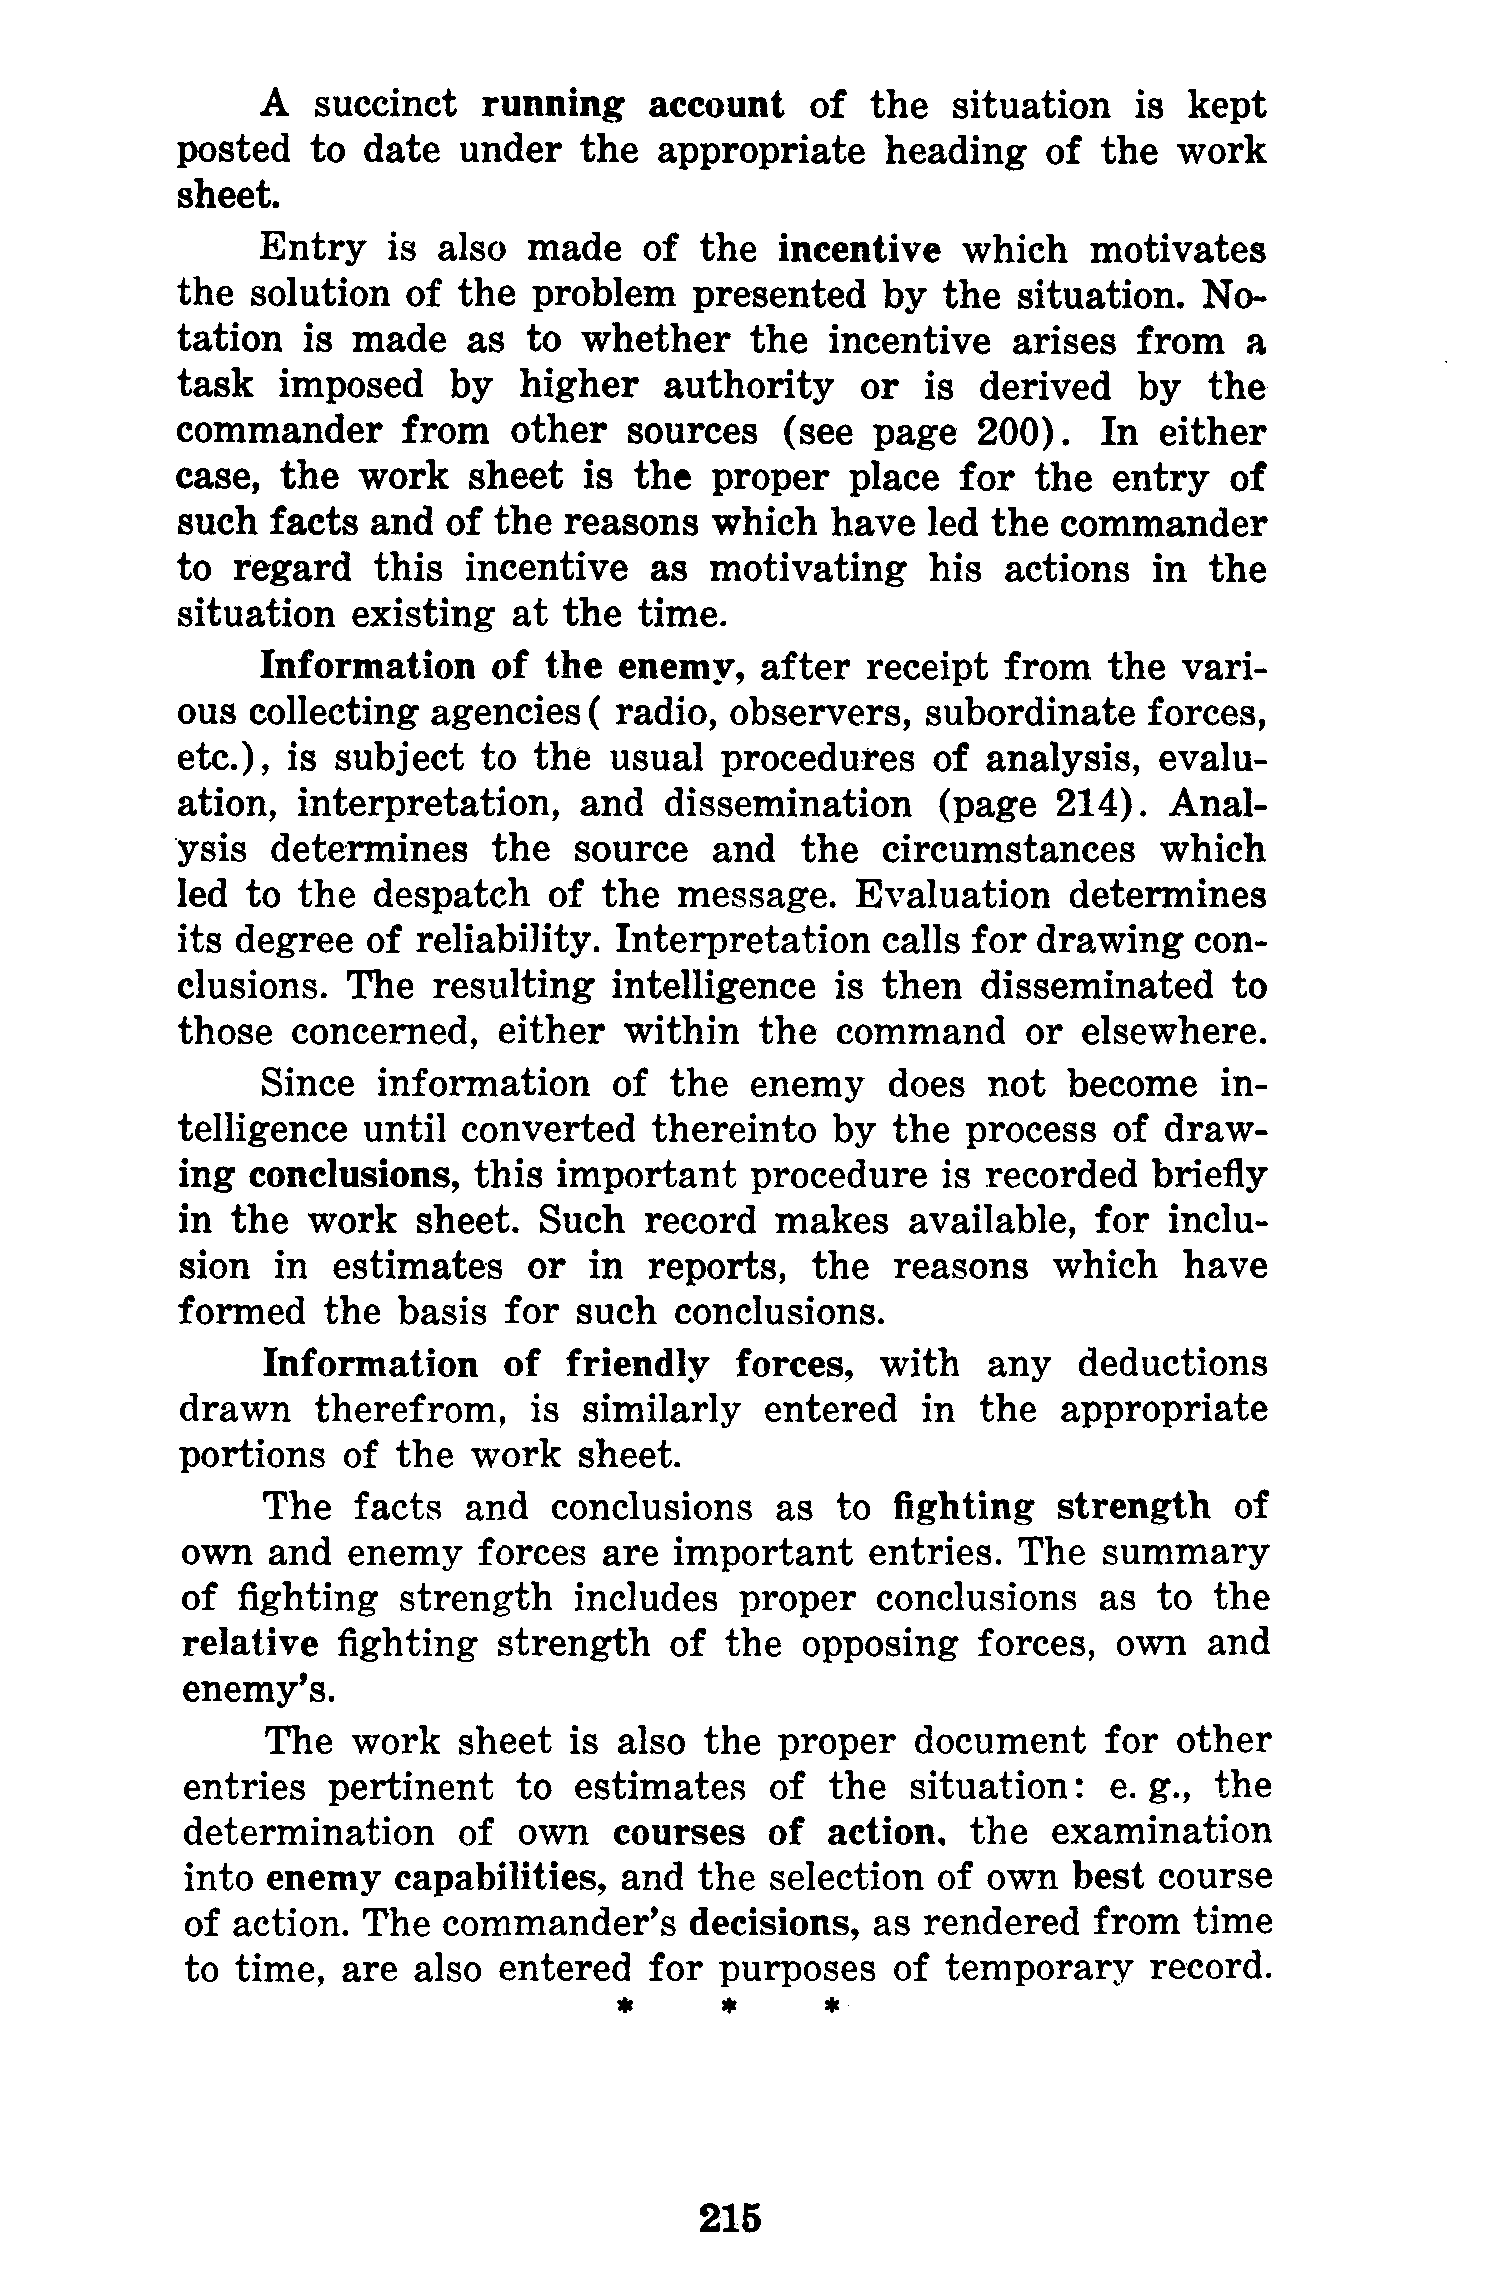 A succinct running account of the situation is kept
posted to date under the appropriate heading of the work
sheet.
Entry is also made of the incentive which motivates
the solution of the problem presented by the situation. No-
tation is made as to whether the incentive arises from a
task imposed by higher authority or is derived by the
commander from other sources (see page 200). In either
case, the work sheet is the proper place for the entry of
such facts and of the reasons which have led the commander
to regard this incentive as motivating his actions in the
situation existing at the time.
Information of the enemy, after receipt from the vari-
ous collecting agencies( radio, observers, subordinate forces,
etc.), is subject to the usual procedures of analysis, evalu-
ation, interpretation, and dissemination (page 214). Anal-
ysis determines the source and the circumstances which
led to the despatch of the message. Evaluation determines
its degree of reliability. Interpretation calls for drawing con-
clusions. The resulting intelligence is then disseminated to
those concerned, either within the command or elsewhere.
Since information of the enemy does not become in-
telligence until converted thereinto by the process of draw-
ing conclusions, this important procedure is recorded briefly
in the work sheet. Such record makes available, for inclu-
sion in estimates or in reports, the reasons which have
formed the basis for such conclusions.
Information of friendly forces, with any deductions
drawn therefrom, is similarly entered in the appropriate
portions of the work sheet.
The facts and conclusions as to fighting strength of
own and enemy forces are important entries. The summary
of fighting strength includes proper conclusions as to the
relative fighting strength of the opposing forces, own and
enemy's.
The work sheet is also the proper document for other
entries pertinent to estimates of the situation: e. g., the
determination of own courses of action, the examination
into enemy capabilities, and the selection of own best course
of action. The commander's decisions, as rendered from time
to time, are also entered for purposes of temporary record.
* * *
215